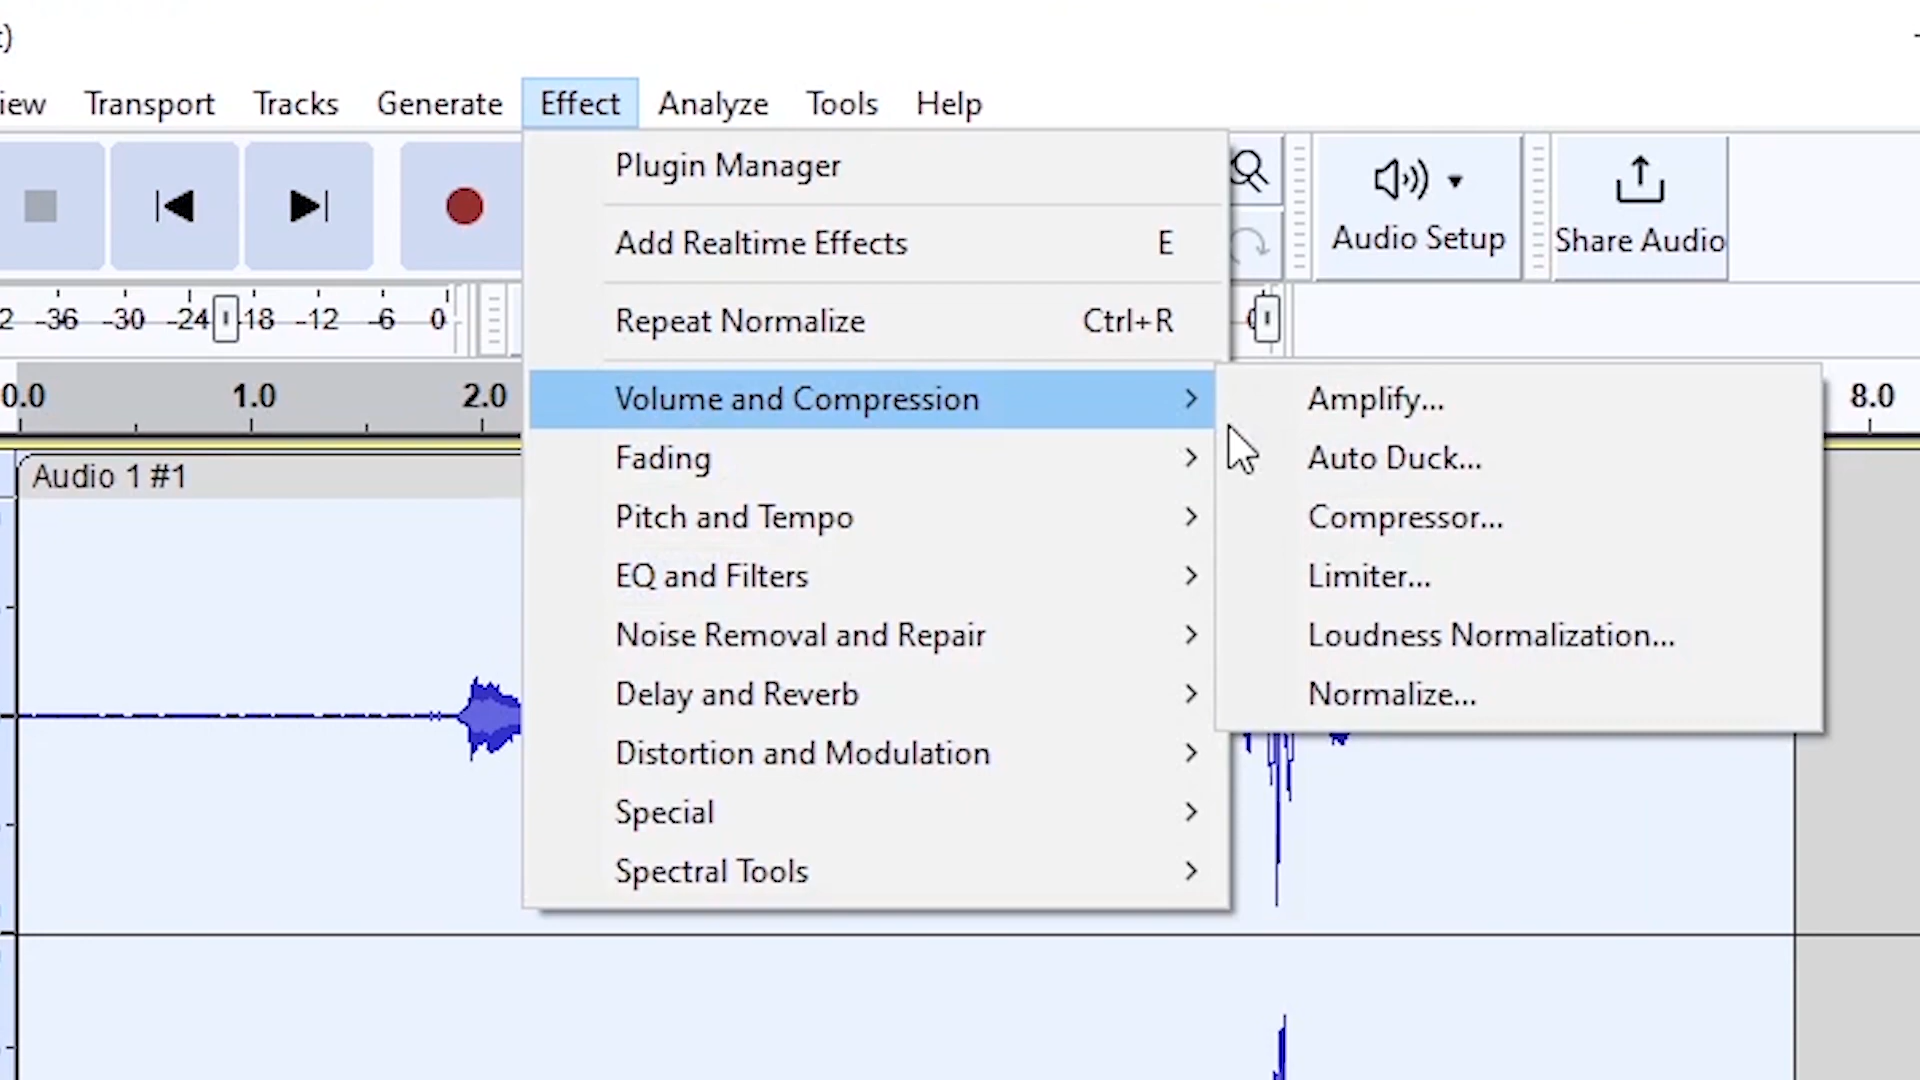 t)
iew Transport Tracks Generate Effect Analyze Tools Help
Plugin Manager
Add Realtime Effects E
Repeat Normalize Ctrl+R
Volume and Compression
Fading
Pitch and Tempo
EQ and Filters
Noise Removal and Repair
Delay and Reverb
Distortion and Modulation
Special
Spectral Tools
Amplify...
Auto Duck...
Compressor...
Limiter...
Loudness Normalization...
Normalize...
Audio Setup
Share Audio
2 -36 -30 -24 -18 -12 -6 0
0.0 1.0 2.0 8.0
Audio 1 #1